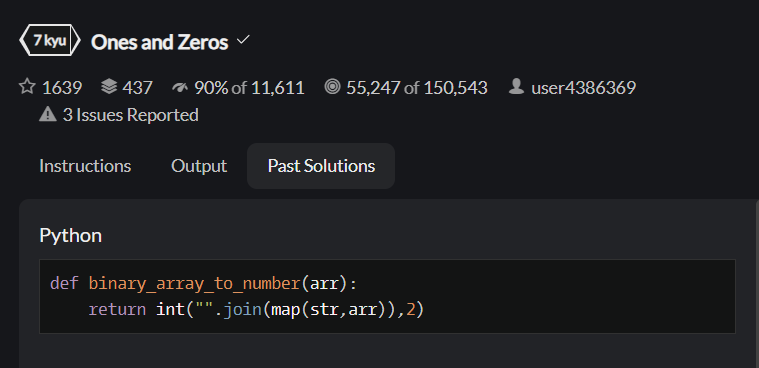 7 kyu Ones and Zeros
1639 437 90% of 11,611 55,247 of 150,543 user4386369
3 Issues Reported
Instructions Output Past Solutions
Python
def binary_array_to_number(arr):
    return int("".join(map(str,arr)),2)